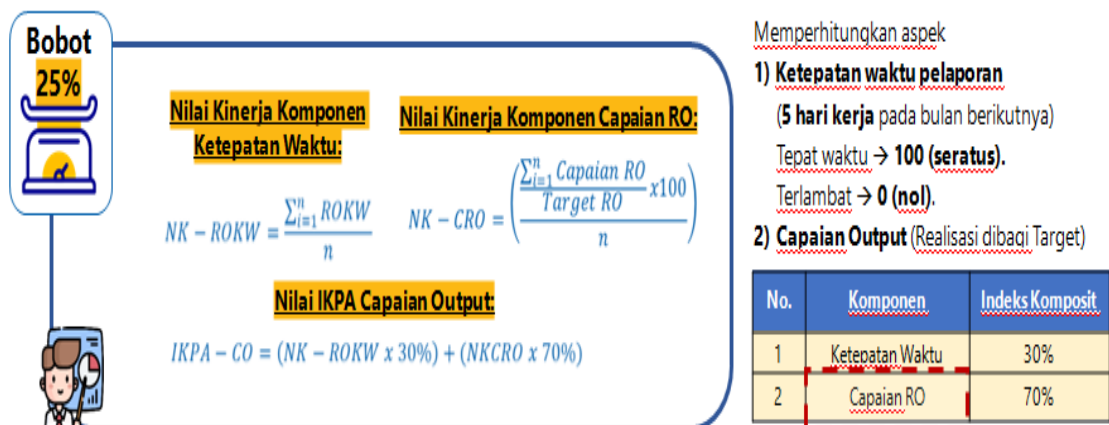 Bobot
25%
Nilai Kinerja Komponen
Ketepatan Waktu:
NK − ROKW = ∑ⁿᵢ₌₁ ROKW / n
Nilai Kinerja Komponen Capaian RO:
NK − CRO = ((∑ⁿᵢ₌₁ Capaian RO / Target RO x100) / n)
Nilai IKPA Capaian Output:
IKPA − CO = (NK − ROKW x 30%) + (NKCRO x 70%)
Memperhitungkan aspek
1) Ketepatan waktu pelaporan
(5 hari kerja pada bulan berikutnya)
Tepat waktu → 100 (seratus).
Terlambat → 0 (nol).
2) Capaian Output (Realisasi dibagi Target)
No. Komponen Indeks Komposit
1 Ketepatan Waktu 30%
2 Capaian RO 70%